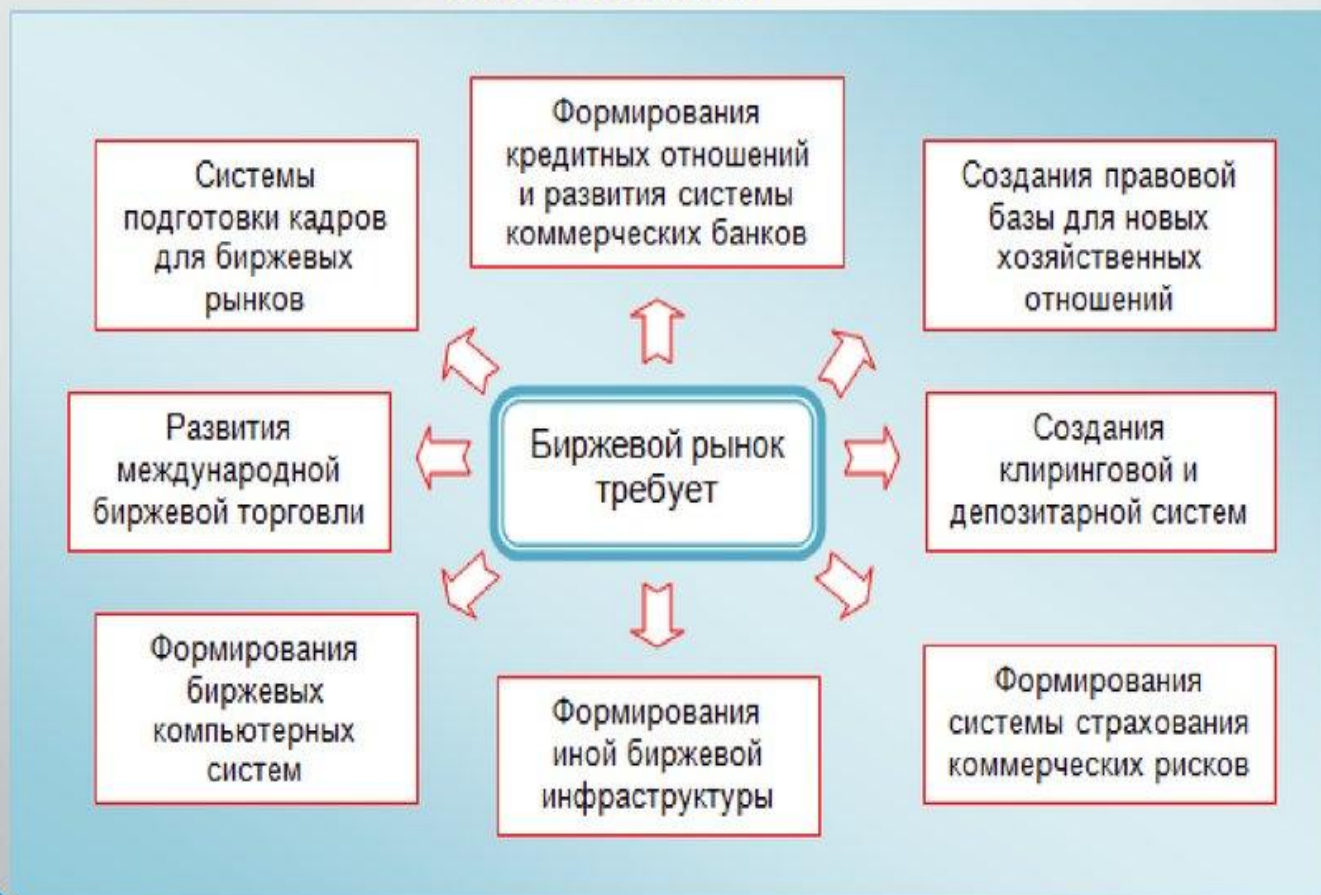 Формирования
кредитных отношений
и развития системы
коммерческих банков
Системы
подготовки кадров
для биржевых
рынков
Создания правовой
базы для новых
хозяйственных
отношений
Развития
международной
биржевой торговли
Биржевой рынок
требует
Создания
клиринговой и
депозитарной систем
Формирования
биржевых
компьютерных
систем
Формирования
иной биржевой
инфраструктуры
Формирования
системы страхования
коммерческих рисков